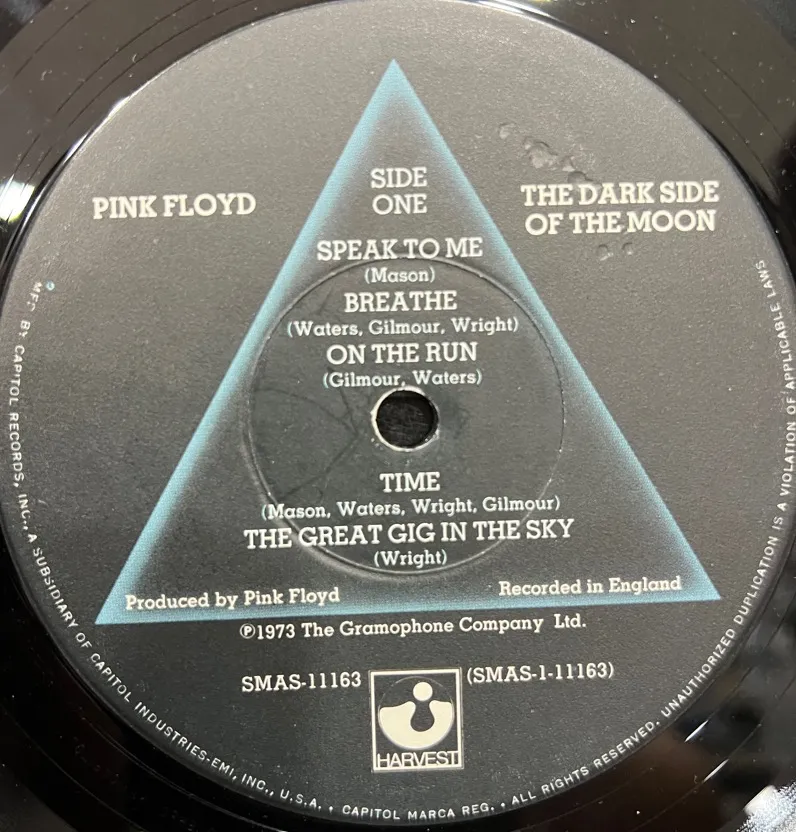 SIDE
ONE
PINK FLOYD
THE DARK SIDE
OF THE MOON
SPEAK TO ME
(Mason)
BREATHE
(Waters, Gilmour, Wright)
ON THE RUN
(Gilmour, Waters)
TIME
(Mason, Waters, Wright, Gilmour)
THE GREAT GIG IN THE SKY
(Wright)
Produced by Pink Floyd
Recorded in England
℗1973 The Gramophone Company Ltd.
SMAS-11163
(SMAS-1-11163)
HARVEST
MFG BY CAPITOL RECORDS, INC., A SUBSIDIARY OF CAPITOL INDUSTRIES-EMI, INC., U.S.A. • CAPITOL MARCA REG. • ALL RIGHTS RESERVED. UNAUTHORIZED DUPLICATION IS A VIOLATION OF APPLICABLE LAWS